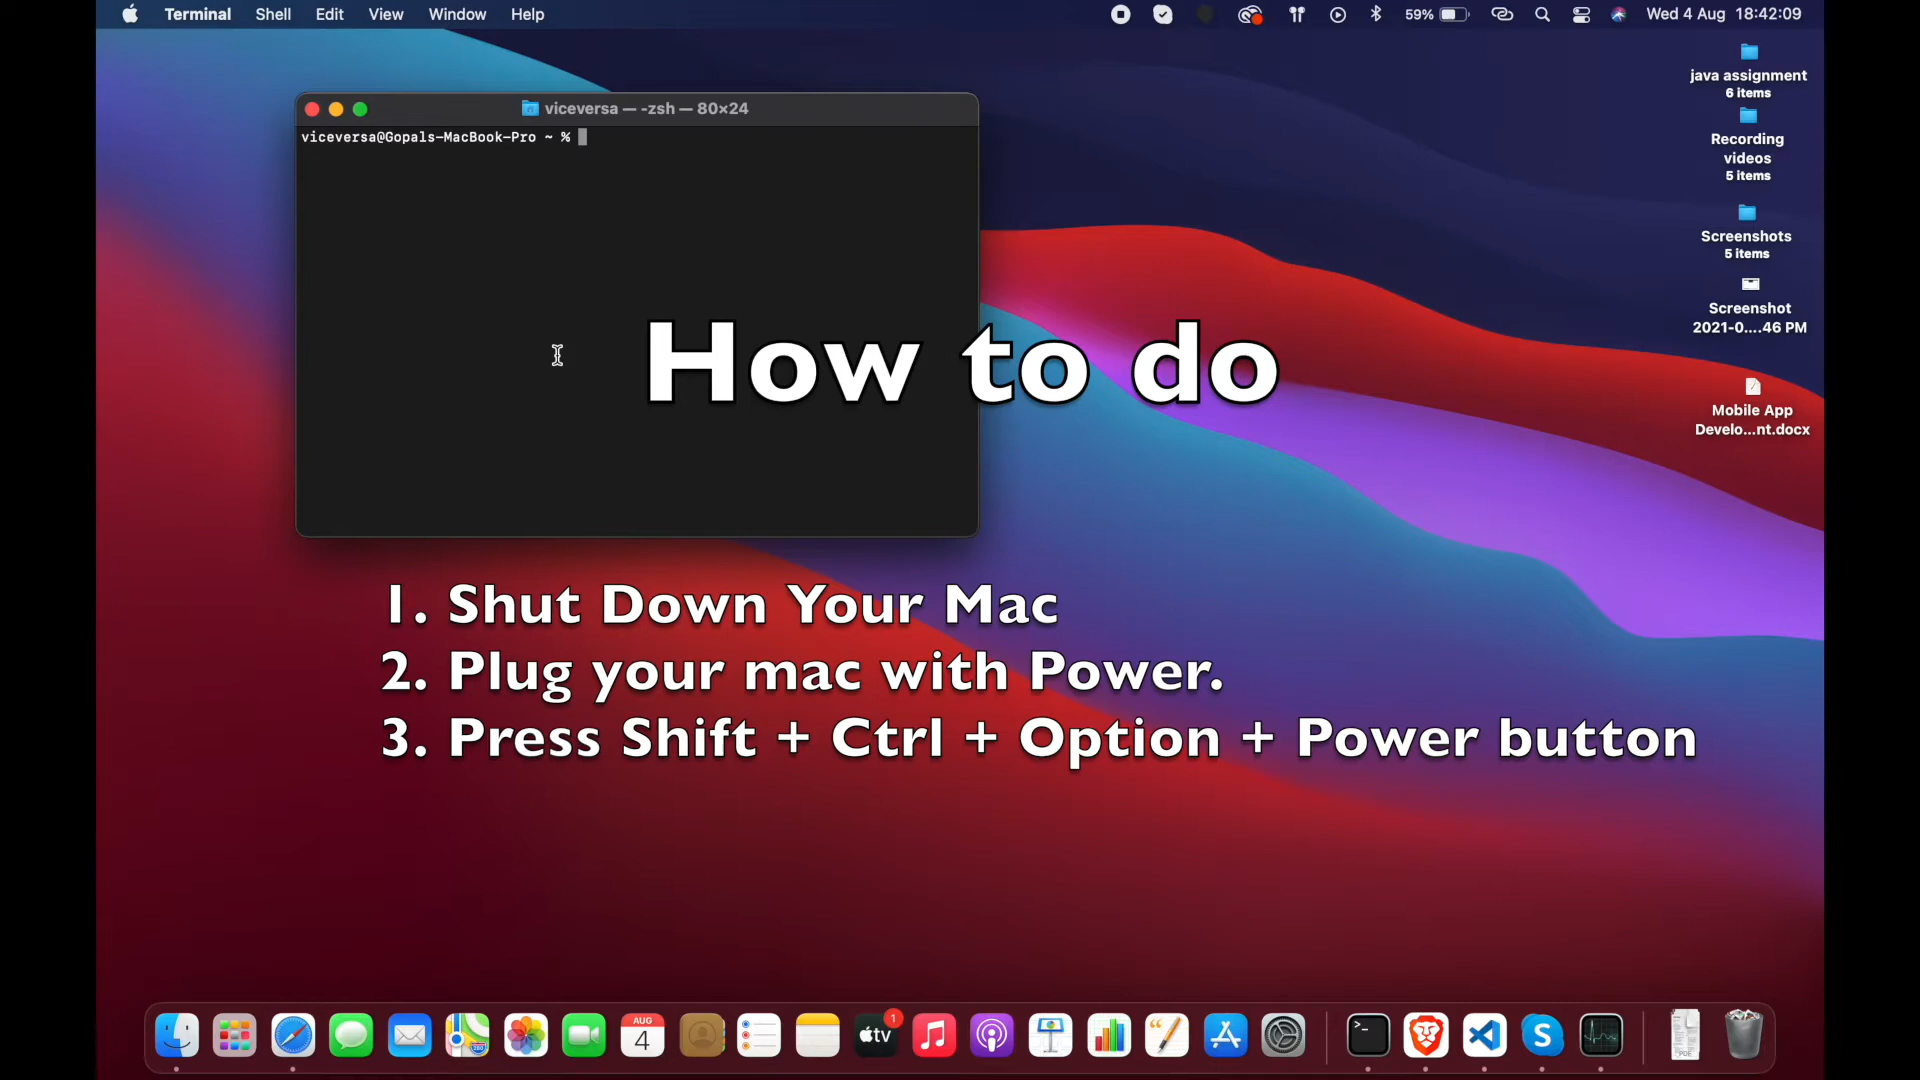 Terminal Shell Edit View Window Help 59% Wed 4 Aug 18:42:09
java assignment
6 items
viceversa — -zsh — 80×24
viceversa@Gopals-MacBook-Pro ~ %
Recording
videos
5 items
Screenshots
5 items
Screenshot
2021-0....46 PM
How to do
Mobile App
Develo...nt.docx
1. Shut Down Your Mac
2. Plug your mac with Power.
3. Press Shift + Ctrl + Option + Power button
AUG
4
tv
1
>_
S